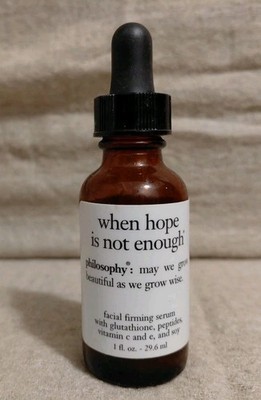 when hope
is not enough
philosophy®: may we grow
beautiful as we grow wise.
facial firming serum
with glutathione, peptides,
vitamin c and e, and soy
1 fl. oz. - 29.6 ml